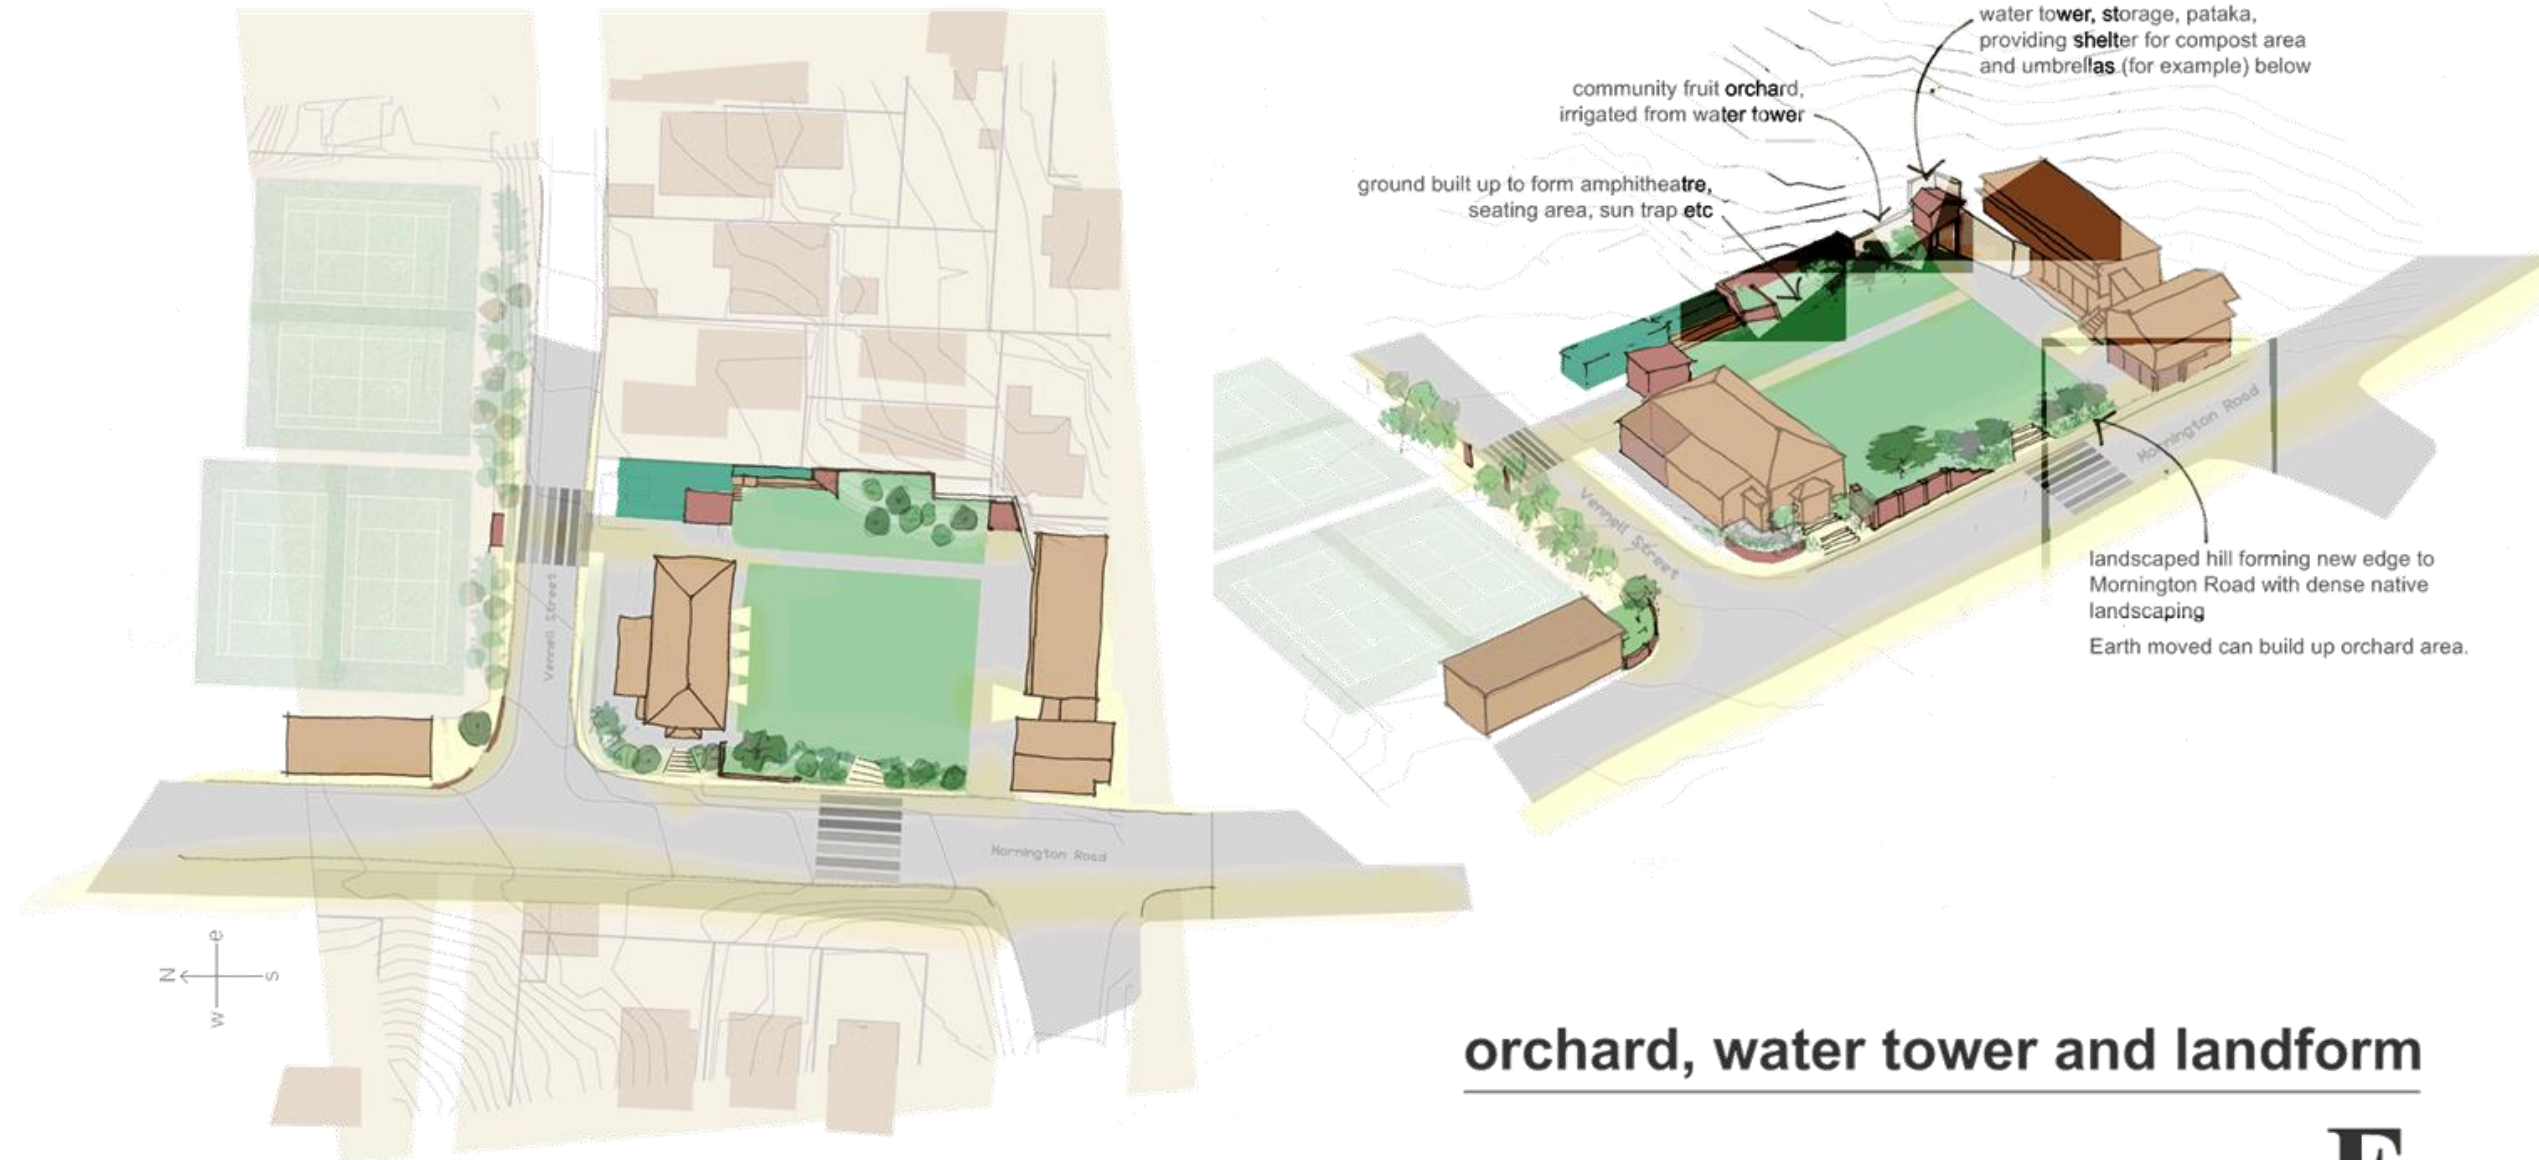 water tower, storage, pataka,
providing shelter for compost area
and umbrellas (for example) below
community fruit orchard,
irrigated from water tower
ground built up to form amphitheatre,
seating area, sun trap etc
Mornington Road
Vennell Street
landscaped hill forming new edge to
Mornington Road with dense native
landscaping
Earth moved can build up orchard area.
Vennell Street
Mornington Road
e
N
S
w
orchard, water tower and landform